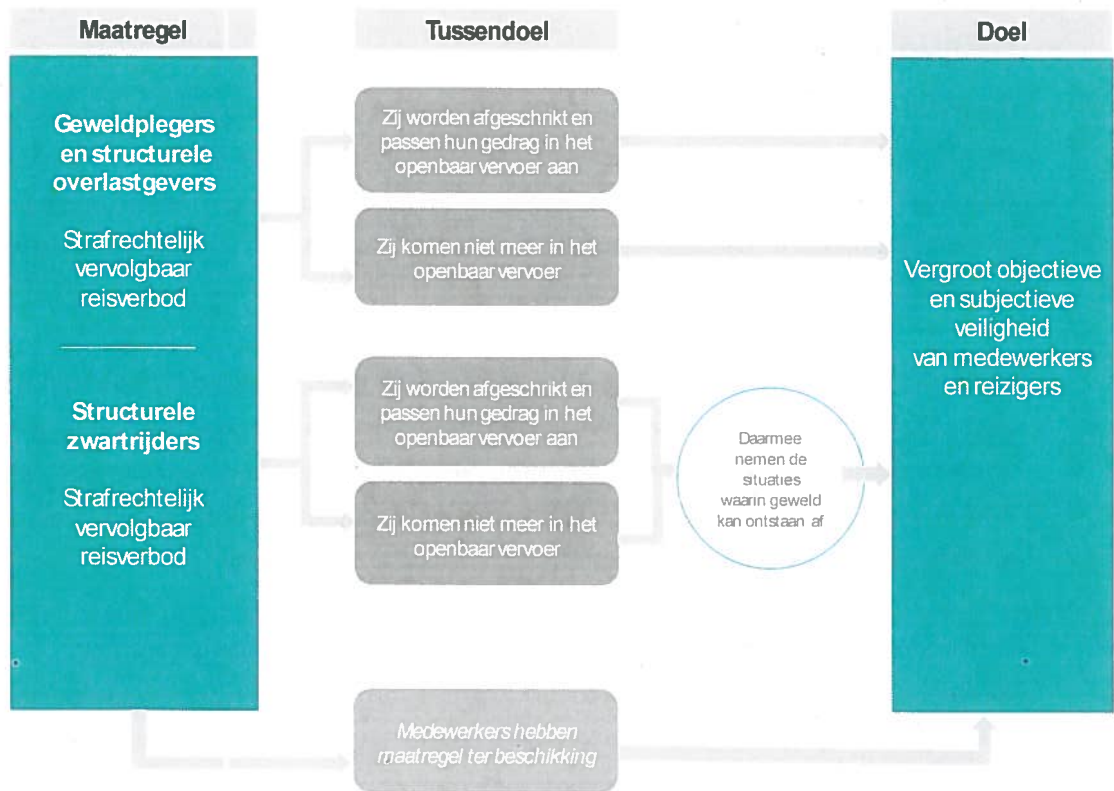 Maatregel
Tussendoel
Doel
Geweldplegers
en structurele
overlastgevers
Strafrechtelijk
vervolgbaar
reisverbod
Structurele
zwartrijders
Strafrechtelijk
vervolgbaar
reisverbod
Zij worden afgeschrikt en
passen hun gedrag in het
openbaar vervoer aan
Zij komen niet meer in het
openbaar vervoer
Zij worden afgeschrikt en
passen hun gedrag in het
openbaar vervoer aan
Zij komen niet meer in het
openbaar vervoer
Daarmee
nemen de
situaties
waarin geweld
kan ontstaan af
Medewerkers hebben
maatregel ter beschikking
Vergroot objectieve
en subjectieve
veiligheid
van medewerkers
en reizigers